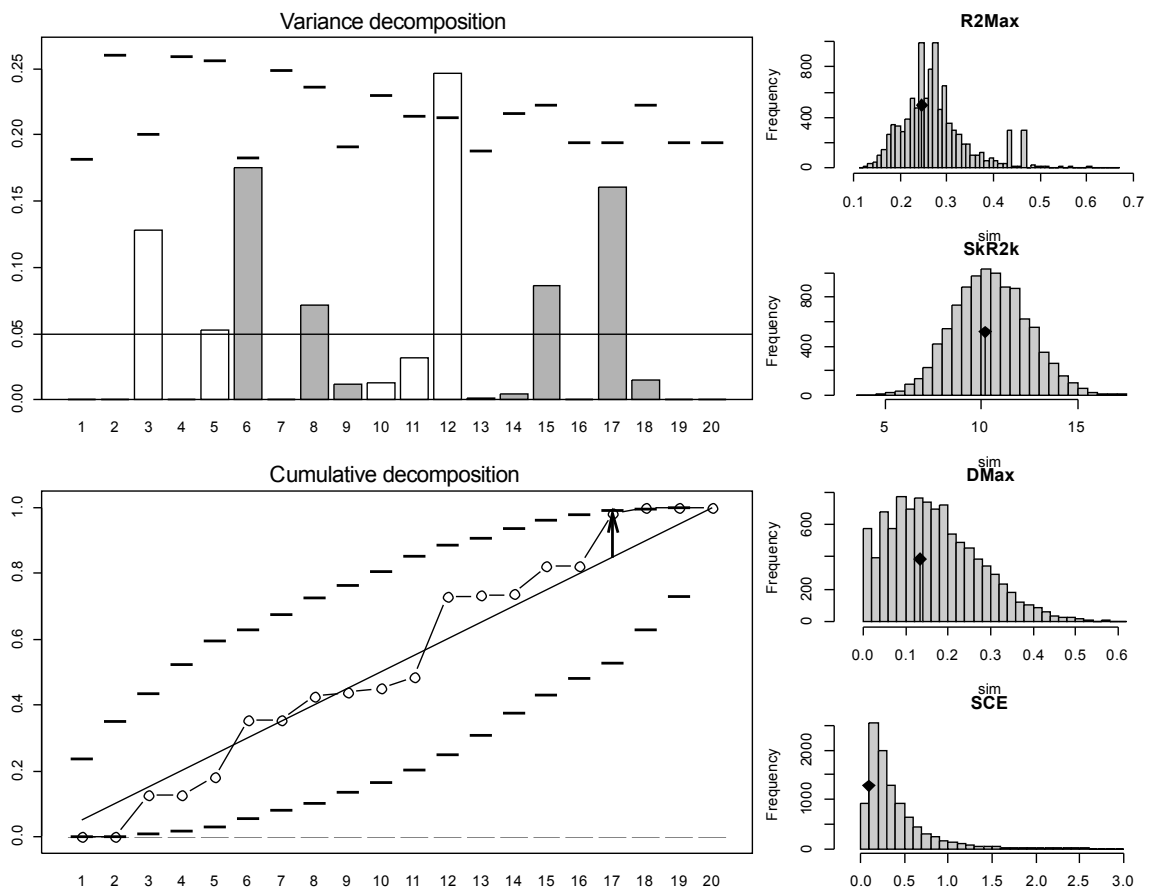 Variance decomposition
0.25
0.20
0.15
0.10
0.05
0.00
1 2 3 4 5 6 7 8 9 10 11 12 13 14 15 16 17 18 19 20
Cumulative decomposition
1.0
0.8
0.6
0.4
0.2
0.0
1 2 3 4 5 6 7 8 9 10 11 12 13 14 15 16 17 18 19 20
R2Max
Frequency
800
400
0
0.1 0.2 0.3 0.4 0.5 0.6 0.7
sim
SkR2k
Frequency
800
400
0
5 10 15
sim
DMax
Frequency
600
200
0
0.0 0.1 0.2 0.3 0.4 0.5 0.6
sim
SCE
Frequency
2000
1000
0
0.0 0.5 1.0 1.5 2.0 2.5 3.0